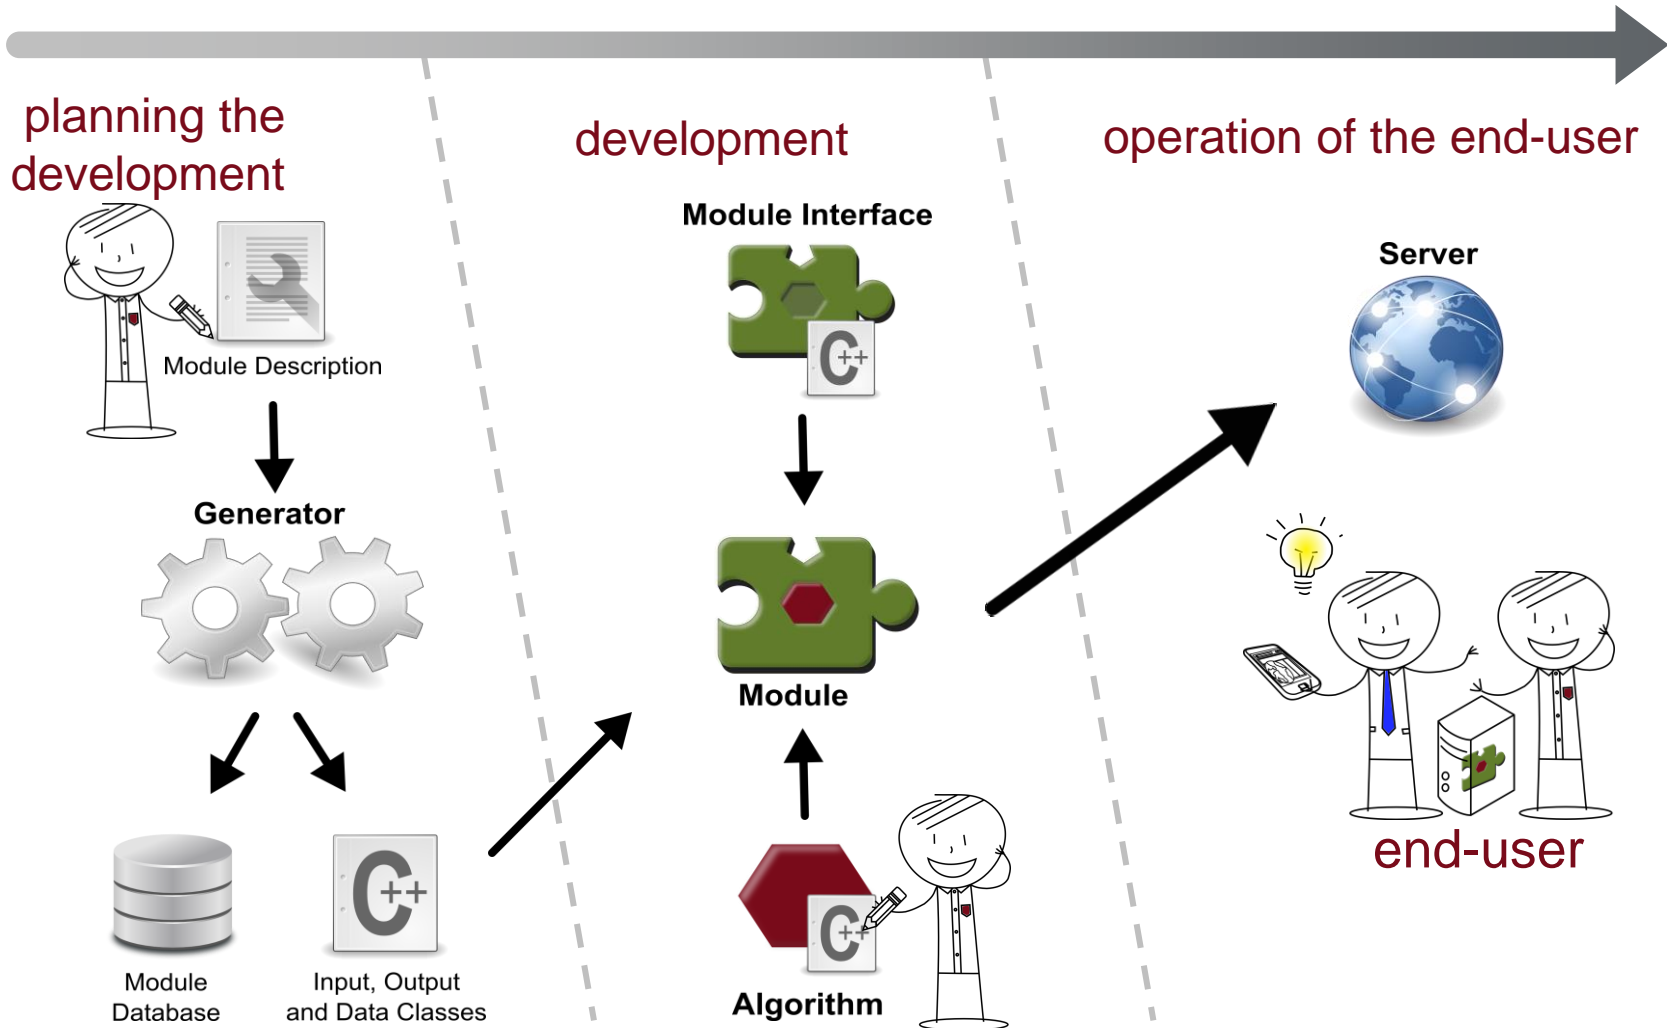 planning the
development
Module Description
Generator
Module
Database
C++
Input, Output
and Data Classes
development
Module Interface
C++
Module
C++
Algorithm
operation of the end-user
Server
end-user